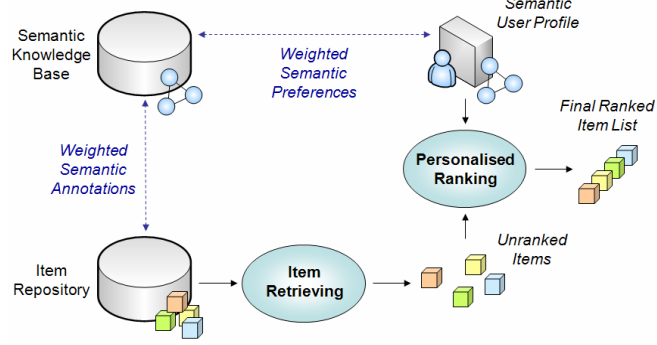 Semantic
User Profile
Semantic
Knowledge
Base
Weighted
Semantic
Preferences
Final Ranked
Item List
Weighted
Semantic
Annotations
Personalised
Ranking
Item
Repository
Item
Retrieving
Unranked
Items